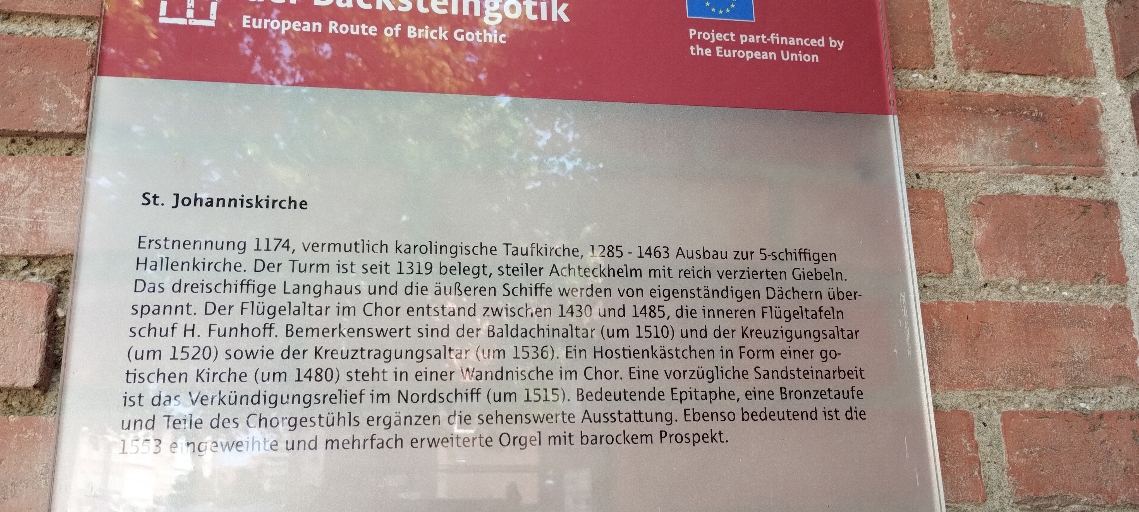 der Backsteingotik
European Route of Brick Gothic
Project part-financed by
the European Union
St. Johanniskirche
Erstnennung 1174, vermutlich karolingische Taufkirche, 1285 - 1463 Ausbau zur 5-schiffigen
Hallenkirche. Der Turm ist seit 1319 belegt, steiler Achteckhelm mit reich verzierten Giebeln.
Das dreischiffige Langhaus und die äußeren Schiffe werden von eigenständigen Dächern über-
spannt. Der Flügelaltar im Chor entstand zwischen 1430 und 1485, die inneren Flügeltafeln
schuf H. Funhoff. Bemerkenswert sind der Baldachinaltar (um 1510) und der Kreuzigungsaltar
(um 1520) sowie der Kreuztragungsaltar (um 1536). Ein Hostienkästchen in Form einer go-
tischen Kirche (um 1480) steht in einer Wandnische im Chor. Eine vorzügliche Sandsteinarbeit
ist das Verkündigungsrelief im Nordschiff (um 1515). Bedeutende Epitaphe, eine Bronzetaufe
und Teile des Chorgestühls ergänzen die sehenswerte Ausstattung. Ebenso bedeutend ist die
1553 eingeweihte und mehrfach erweiterte Orgel mit barockem Prospekt.